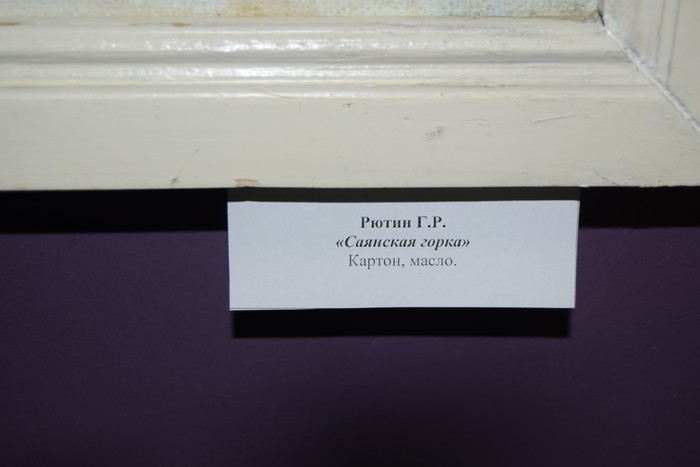 Рютин Г.Р.
«Саянская горка»
Картон, масло.